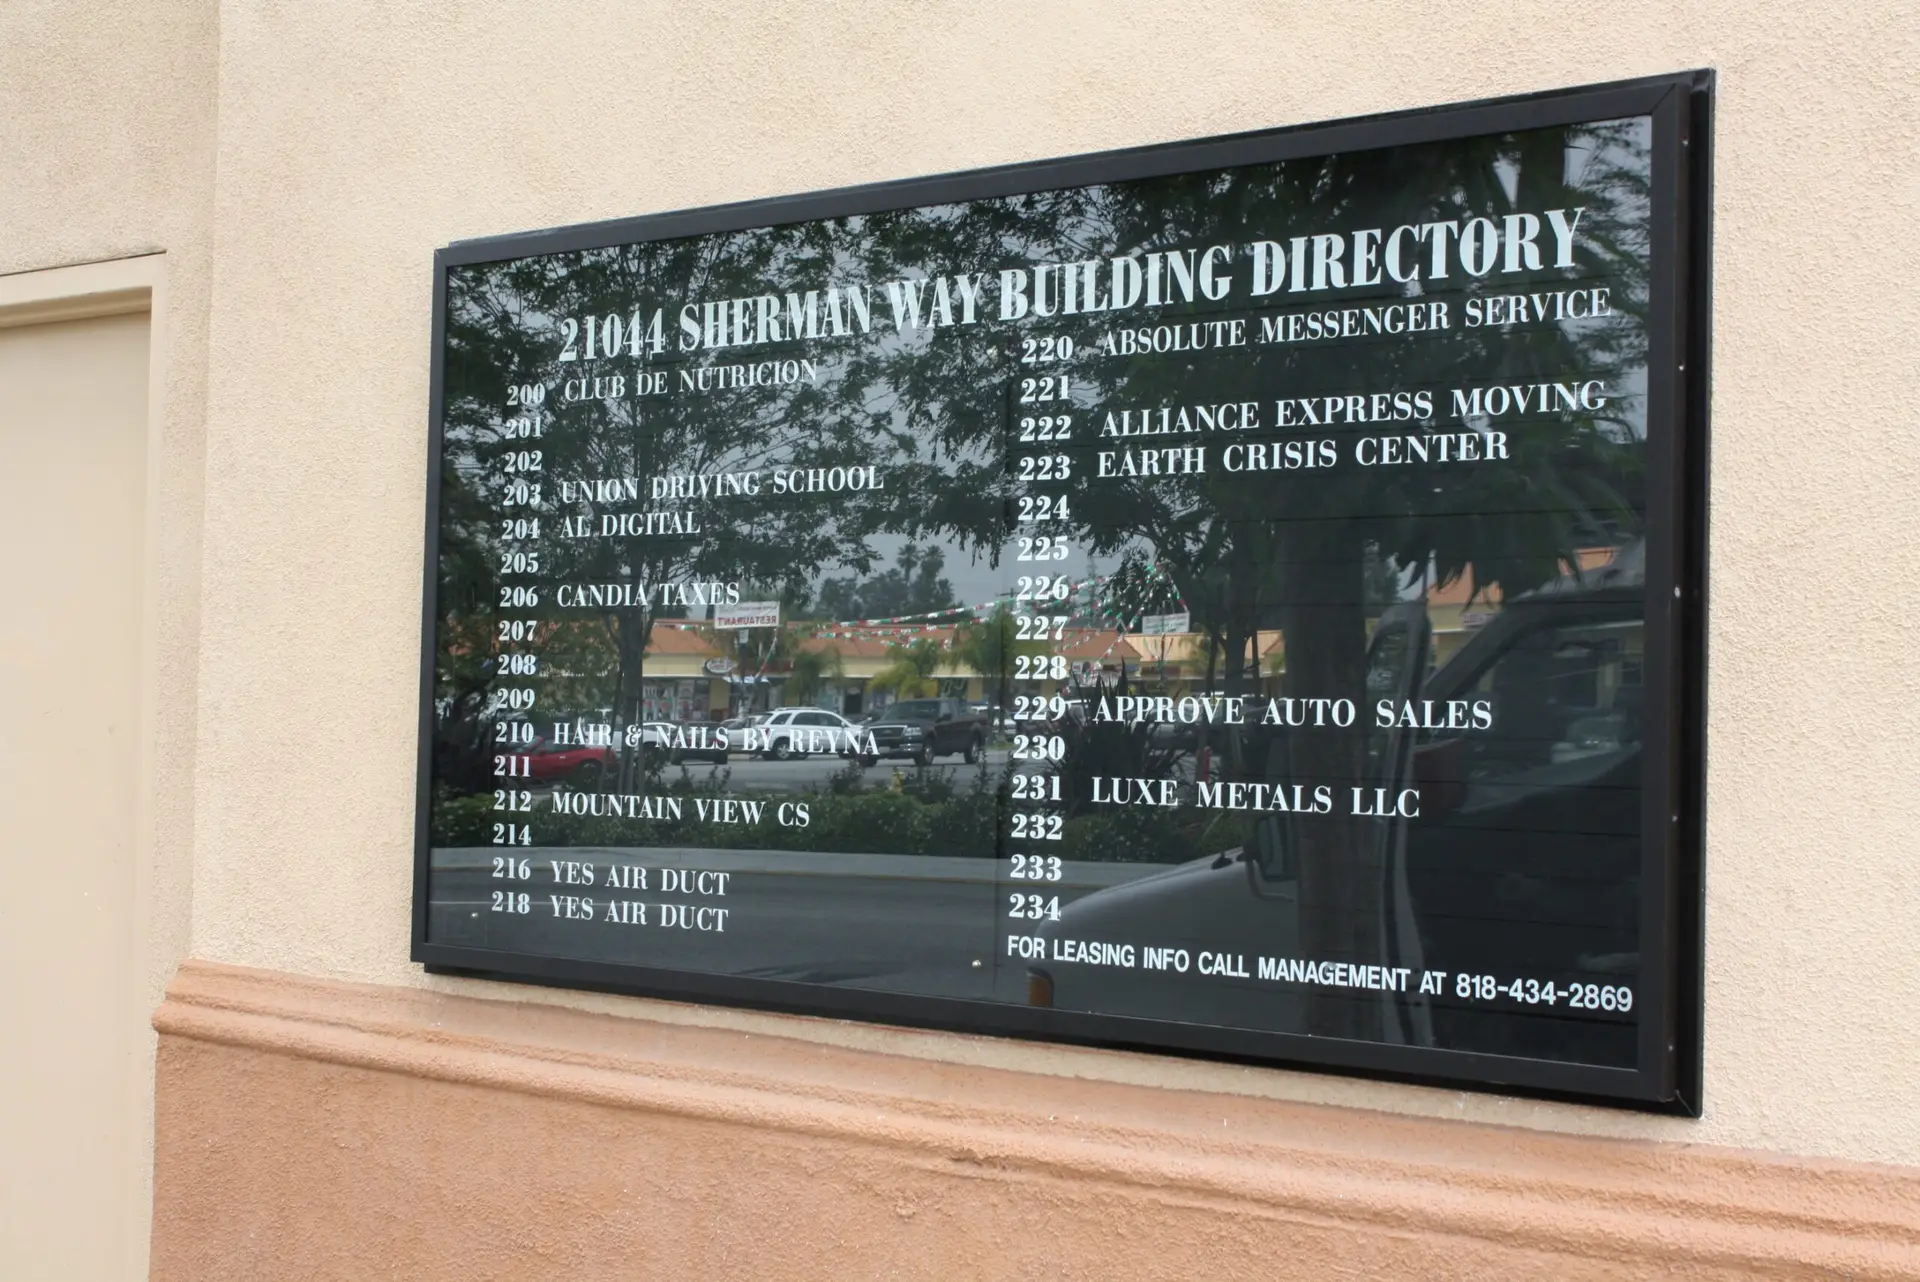 21044 SHERMAN WAY BUILDING DIRECTORY
200 CLUB DE NUTRICION
201
202
203 UNION DRIVING SCHOOL
204 AL DIGITAL
205
206 CANDIA TAXES
207
208
209
210 HAIR & NAILS BY REYNA
211
212 MOUNTAIN VIEW CS
214
216 YES AIR DUCT
218 YES AIR DUCT
220 ABSOLUTE MESSENGER SERVICE
221
222 ALLIANCE EXPRESS MOVING
223 EARTH CRISIS CENTER
224
225
226
227
228
229 APPROVE AUTO SALES
230
231 LUXE METALS LLC
232
233
234
FOR LEASING INFO CALL MANAGEMENT AT 818-434-2869
RESTAURANT